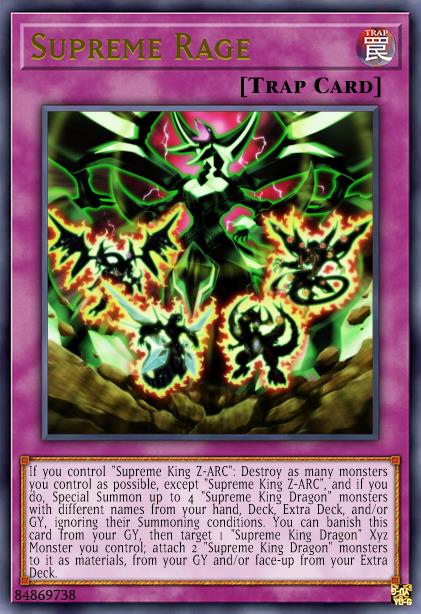 SUPREME RAGE
TRAP
罠
[TRAP CARD]
If you control "Supreme King Z-ARC": Destroy as many monsters
you control as possible, except "Supreme King Z-ARC", and if you
do, Special Summon up to 4 "Supreme King Dragon" monsters
with different names from your hand, Deck, Extra Deck, and/or
GY, ignoring their Summoning conditions. You can banish this
card from your GY, then target 1 "Supreme King Dragon" Xyz
Monster you control; attach 2 "Supreme King Dragon" monsters
to it as materials, from your GY and/or face-up from your Extra
Deck.
84869738